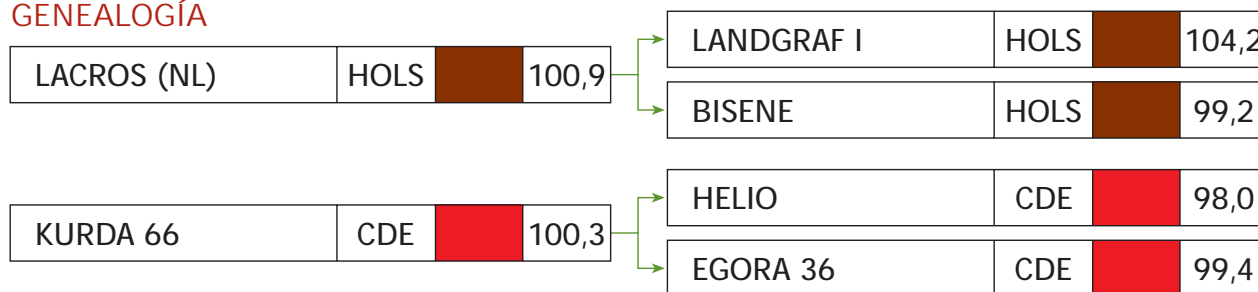 GENEALOGÍA
LACROS (NL) HOLS 100,9
LANDGRAF I HOLS 104,2
BISENE HOLS 99,2
KURDA 66 CDE 100,3
HELIO CDE 98,0
EGORA 36 CDE 99,4